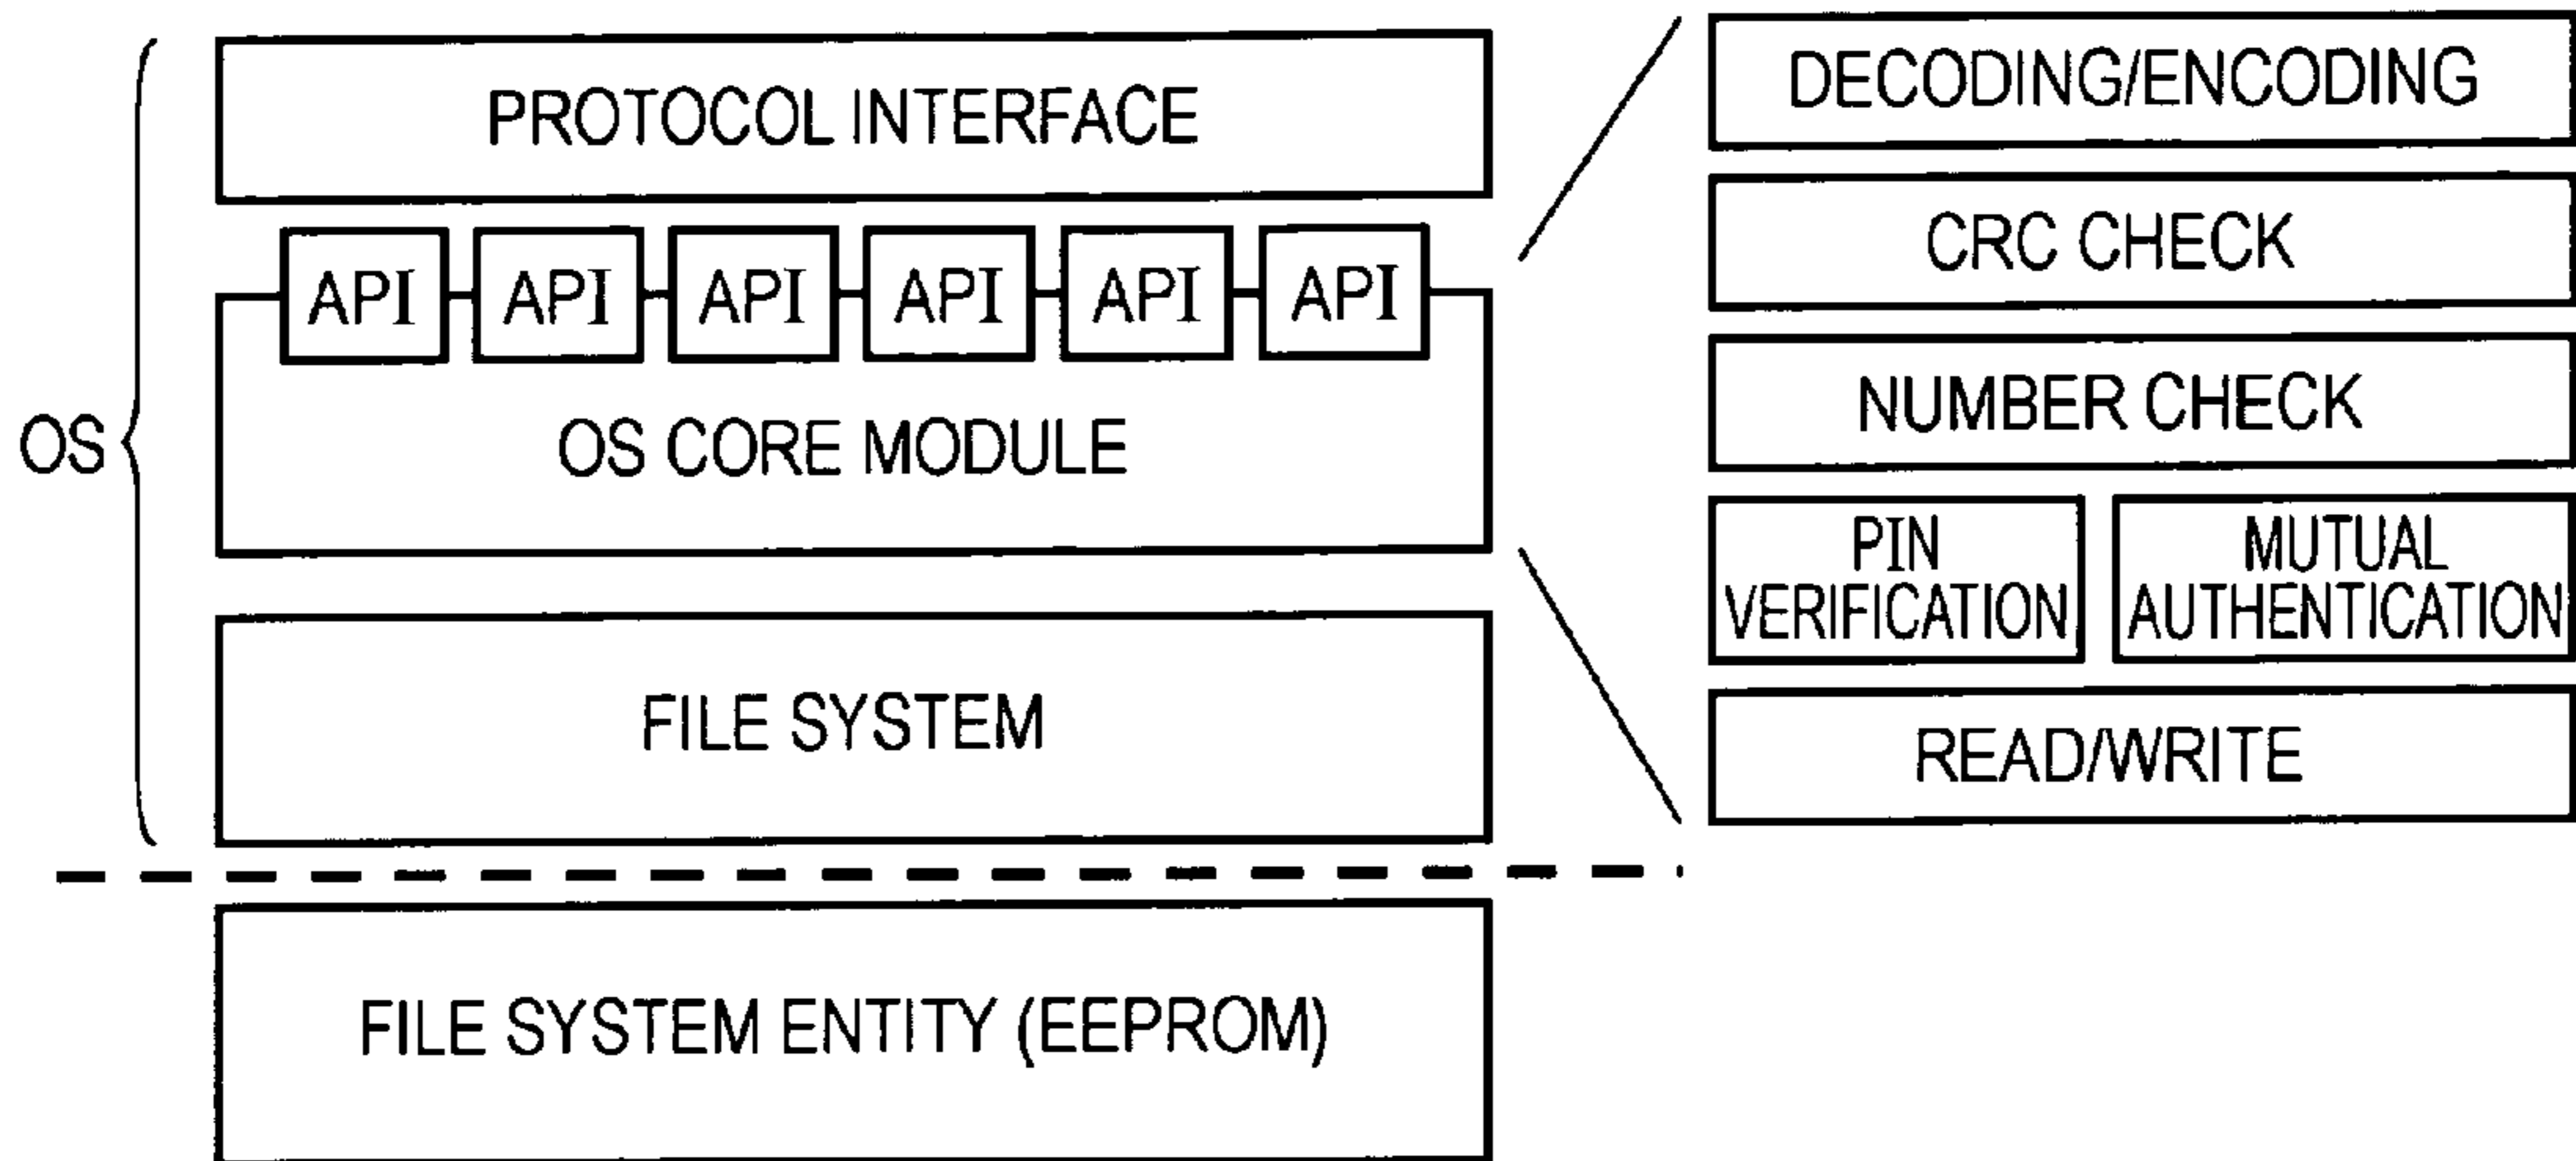 PROTOCOL INTERFACE
API API API API API API
OS
OS CORE MODULE
FILE SYSTEM
FILE SYSTEM ENTITY (EEPROM)
DECODING/ENCODING
CRC CHECK
NUMBER CHECK
PIN
VERIFICATION
MUTUAL
AUTHENTICATION
READ/WRITE